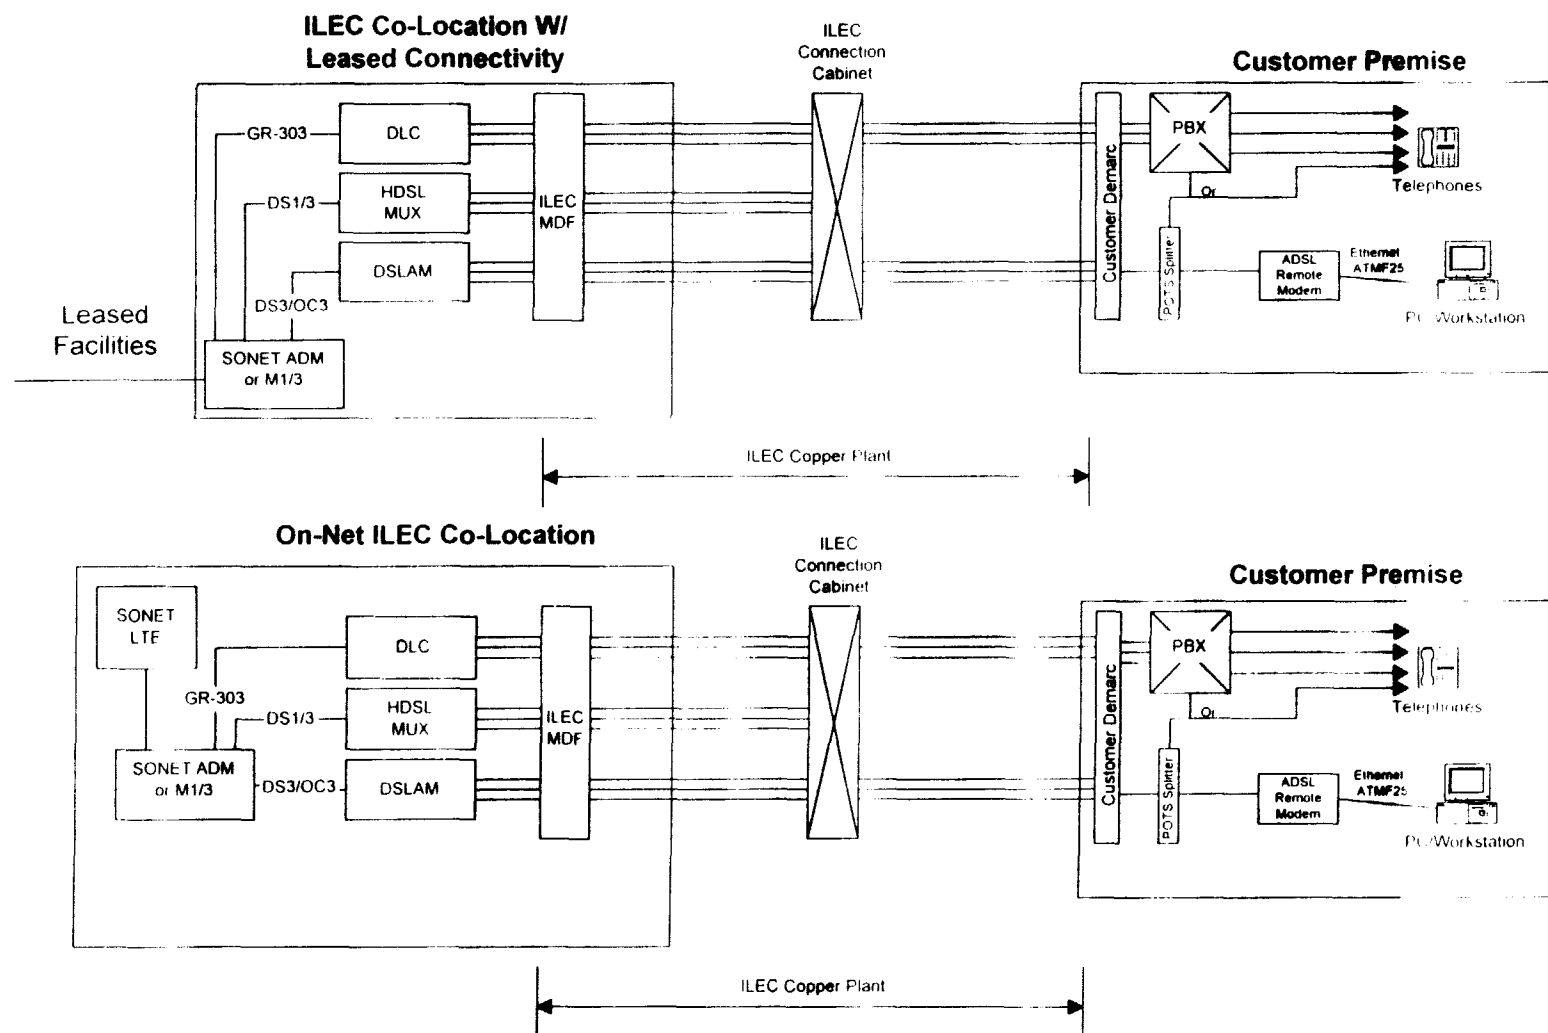 ILEC Co-Location W/
Leased Connectivity
ILEC
Connection
Cabinet
Customer Premise
GR-303
DLC
DS1/3
HDSL
MUX
DSLAM
DS3/OC3
ILEC
MDF
Leased
Facilities
SONET ADM
or M1/3
Customer Demarc
PBX
Or
Telephones
POTS Splitter
ADSL
Remote
Modem
Ethernet
ATMF25
PC/Workstation
ILEC Copper Plant
On-Net ILEC Co-Location
ILEC
Connection
Cabinet
Customer Premise
SONET
LTE
GR-303
DLC
DS1/3
HDSL
MUX
SONET ADM
or M1/3
DS3/OC3
DSLAM
ILEC
MDF
Customer Demarc
PBX
Or
Telephones
POTS Splitter
ADSL
Remote
Modem
Ethernet
ATMF25
PC/Workstation
ILEC Copper Plant